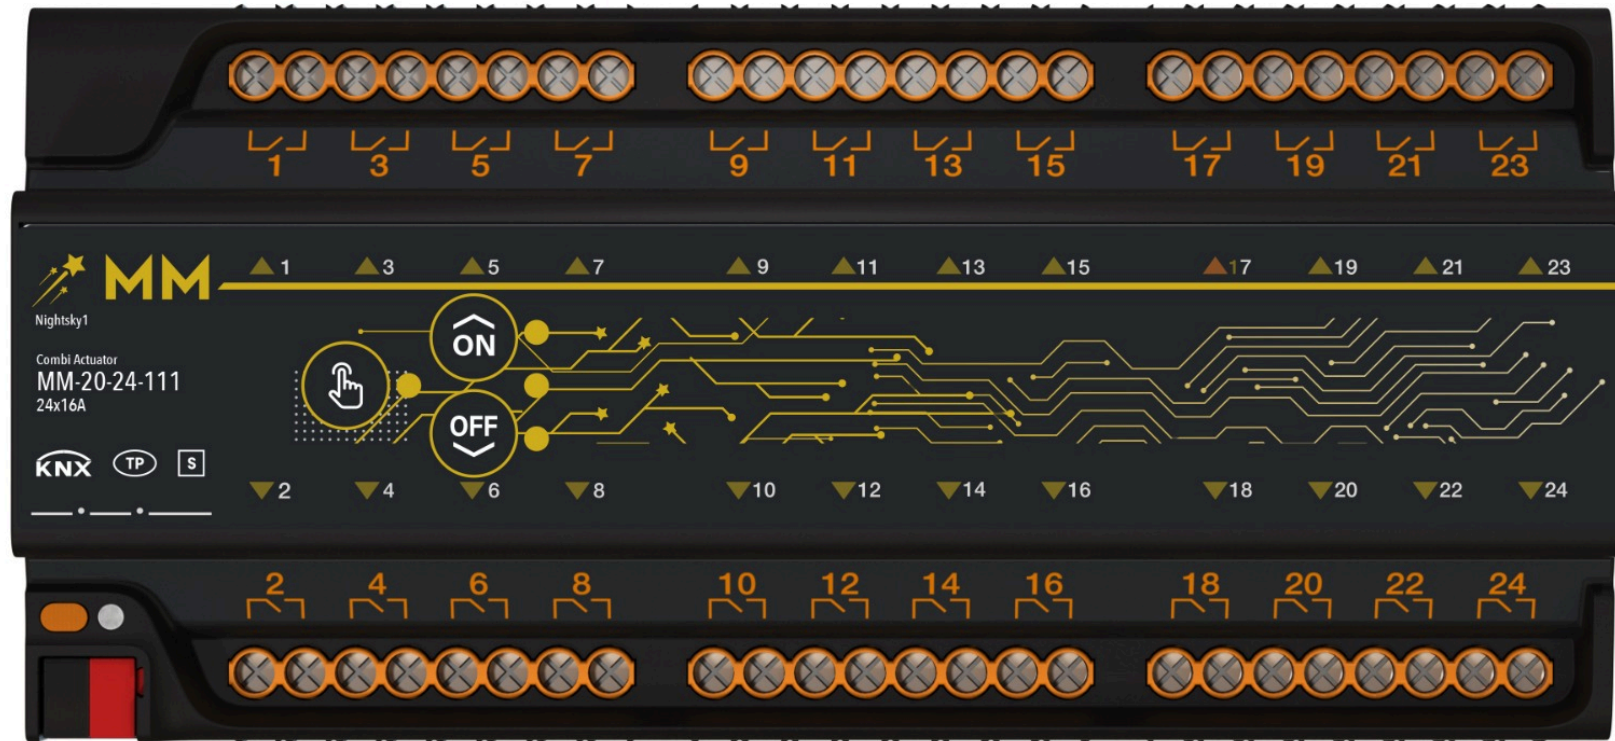 1 3 5 7 9 11 13 15 17 19 21 23
MM
1 3 5 7 9 11 13 15 17 19 21 23
Nightsky1
ON
Combi Actuator
MM-20-24-111
24x16A
OFF
KNX TP S
2 4 6 8 10 12 14 16 18 20 22 24
2 4 6 8 10 12 14 16 18 20 22 24